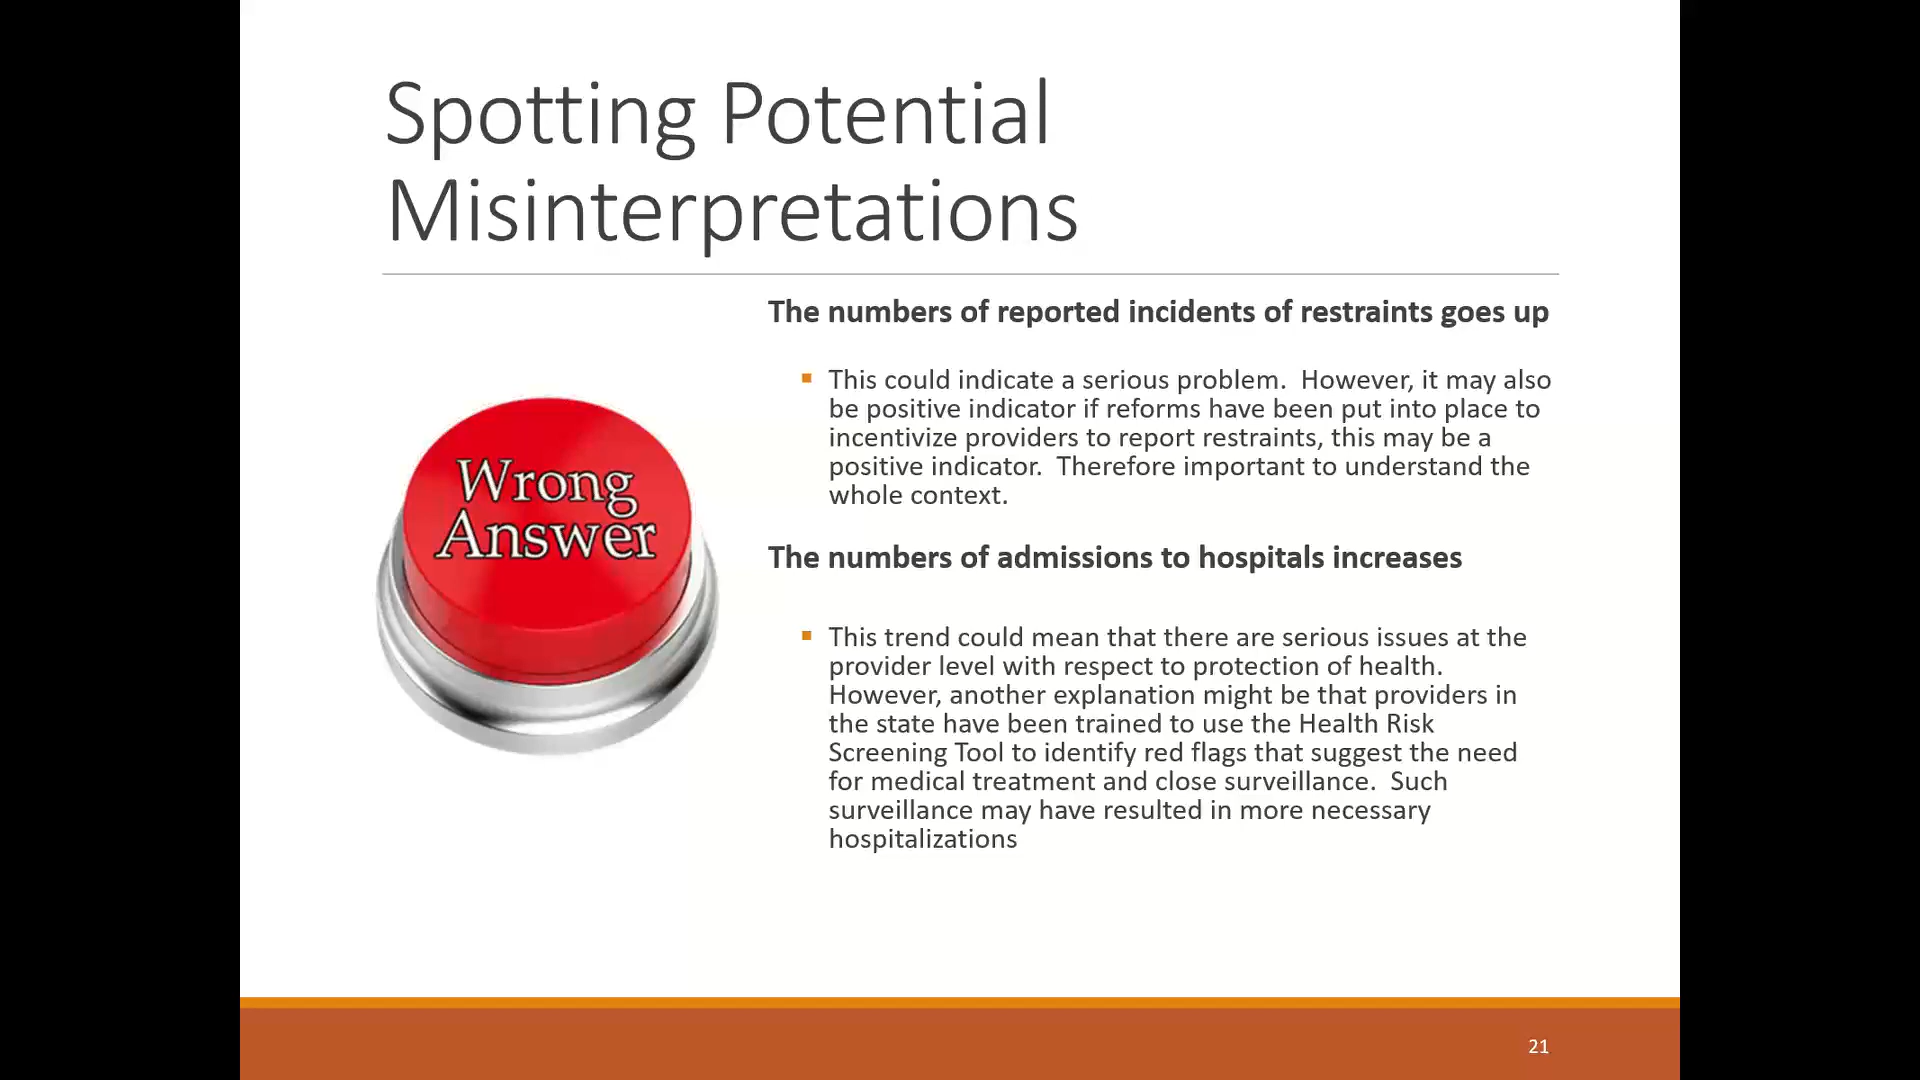 Spotting Potential
Misinterpretations
The numbers of reported incidents of restraints goes up
This could indicate a serious problem.  However, it may also
be positive indicator if reforms have been put into place to
incentivize providers to report restraints, this may be a
positive indicator.  Therefore important to understand the
whole context.
Wrong
Answer
The numbers of admissions to hospitals increases
This trend could mean that there are serious issues at the
provider level with respect to protection of health.
However, another explanation might be that providers in
the state have been trained to use the Health Risk
Screening Tool to identify red flags that suggest the need
for medical treatment and close surveillance.  Such
surveillance may have resulted in more necessary
hospitalizations
21